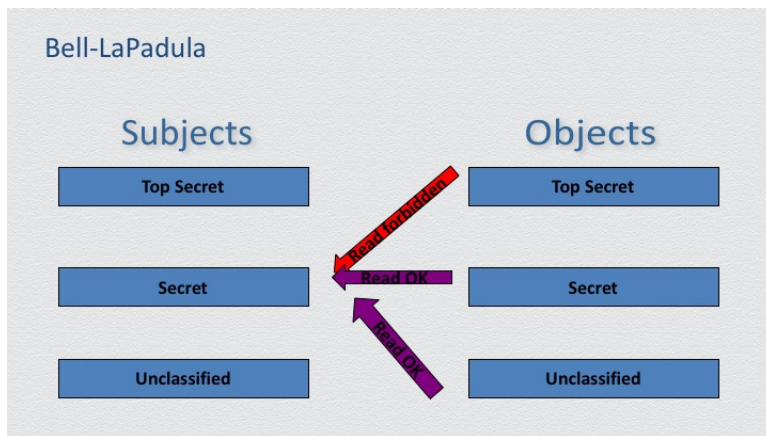 Bell-LaPadula
Subjects
Objects
Top Secret
Read forbidden
Top Secret
Secret
Read OK
Secret
Read OK
Unclassified
Unclassified